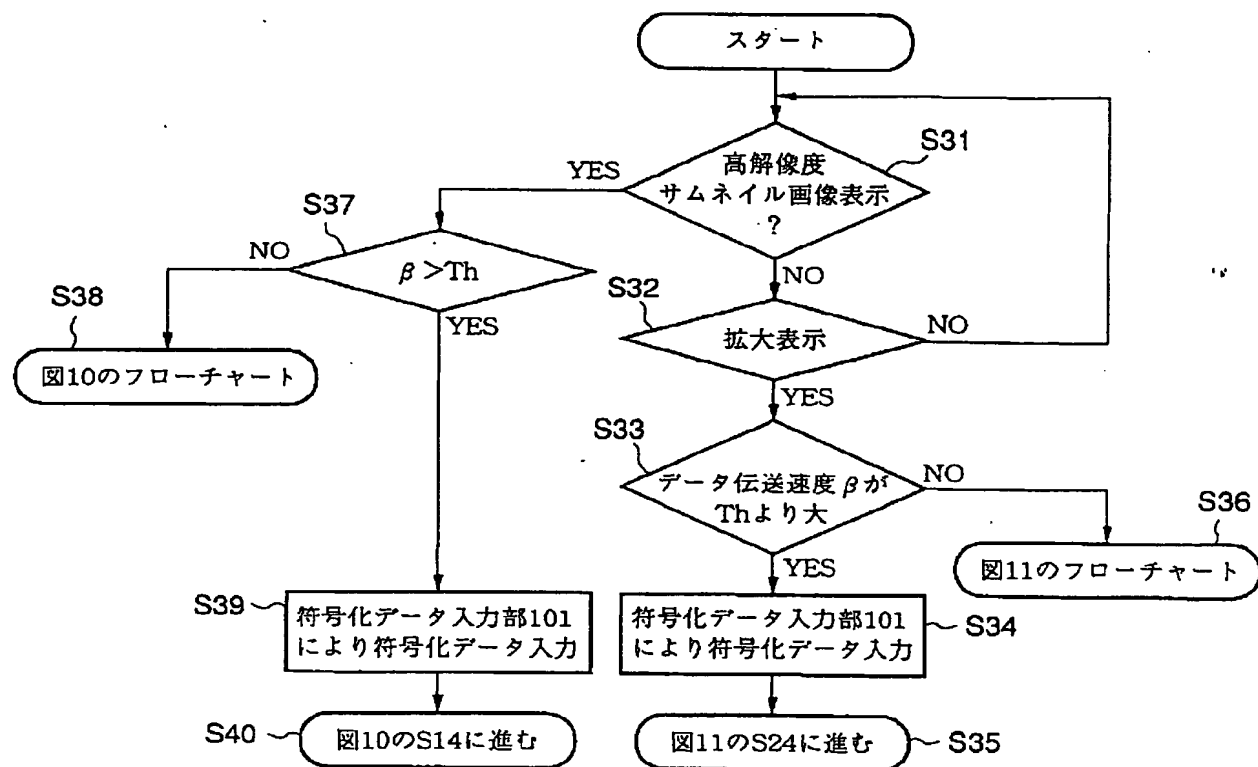 スタート
S31
高解像度
サムネイル画像表示
?
YES
NO
S37
β>Th
NO
YES
S38
図10のフローチャート
S32
拡大表示
NO
YES
S33
データ伝送速度βが
Thより大
NO
YES
S36
図11のフローチャート
S39
符号化データ入力部101
により符号化データ入力
符号化データ入力部101
により符号化データ入力
S34
S40
図10のS14に進む
図11のS24に進む
S35